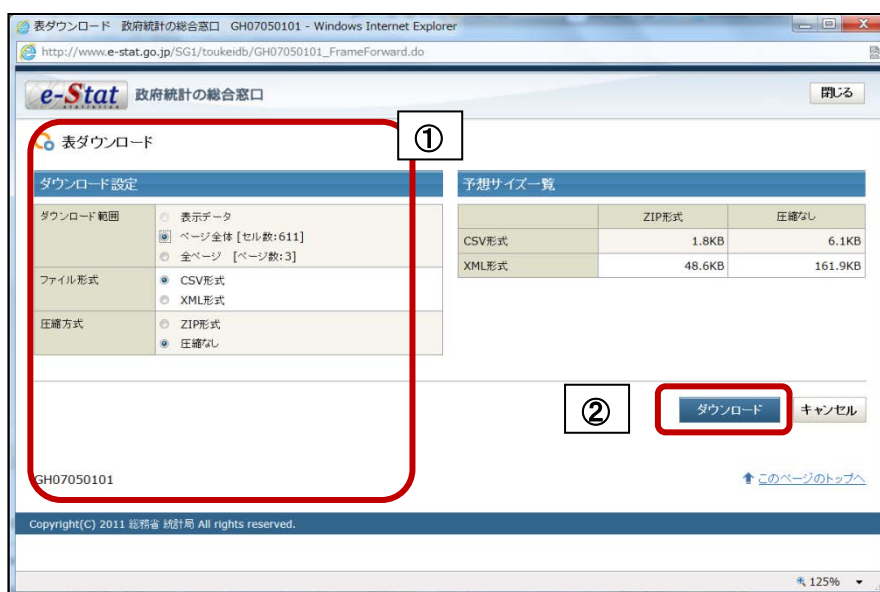 表ダウンロード 政府統計の総合窓口 GH07050101 - Windows Internet Explorer
http://www.e-stat.go.jp/SG1/toukeidb/GH07050101_FrameForward.do
e-Stat 政府統計の総合窓口 閉じる
表ダウンロード ①
ダウンロード設定
ダウンロード範囲 表示データ
ページ全体 [セル数:611]
全ページ [ページ数:3]
ファイル形式 CSV形式
XML形式
圧縮方式 ZIP形式
圧縮なし
予想サイズ一覧
ZIP形式 圧縮なし
CSV形式 1.8KB 6.1KB
XML形式 48.6KB 161.9KB
② ダウンロード キャンセル
GH07050101 このページのトップへ
Copyright(C) 2011 総務省 統計局 All rights reserved.
125%